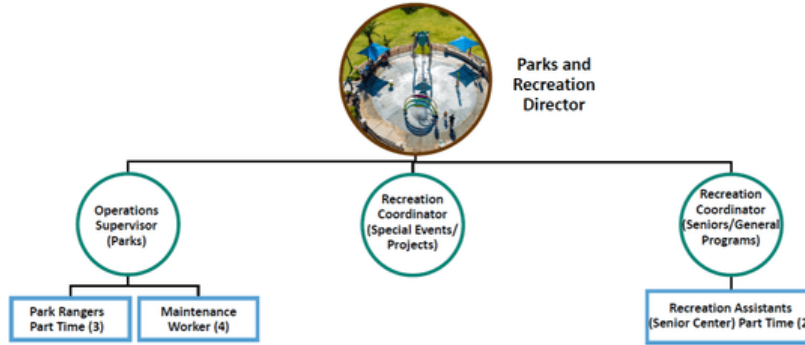 Parks and
Recreation
Director
Operations
Supervisor
(Parks)
Recreation
Coordinator
(Special Events/
Projects)
Recreation
Coordinator
(Seniors/General
Programs)
Park Rangers
Part Time (3)
Maintenance
Worker (4)
Recreation Assistants
(Senior Center) Part Time (2